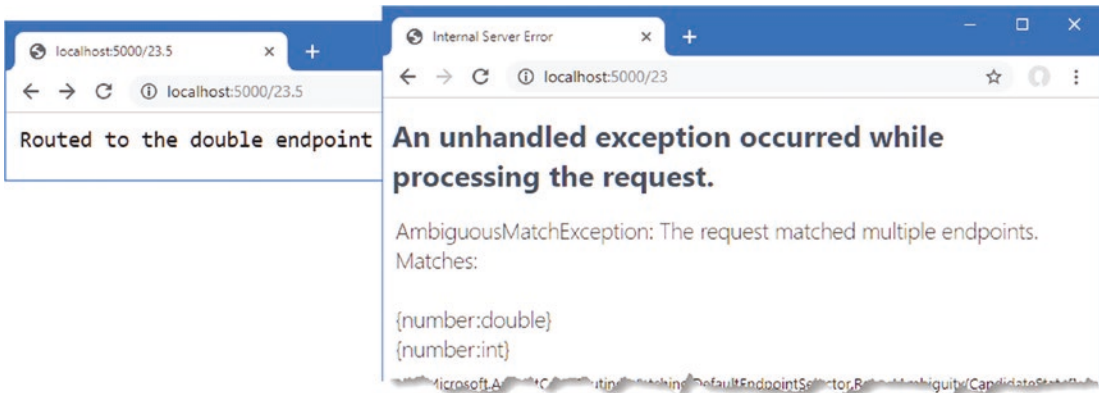 localhost:5000/23.5
localhost:5000/23.5
Routed to the double endpoint
Internal Server Error
localhost:5000/23
An unhandled exception occurred while
processing the request.
AmbiguousMatchException: The request matched multiple endpoints.
Matches:
{number:double}
{number:int}